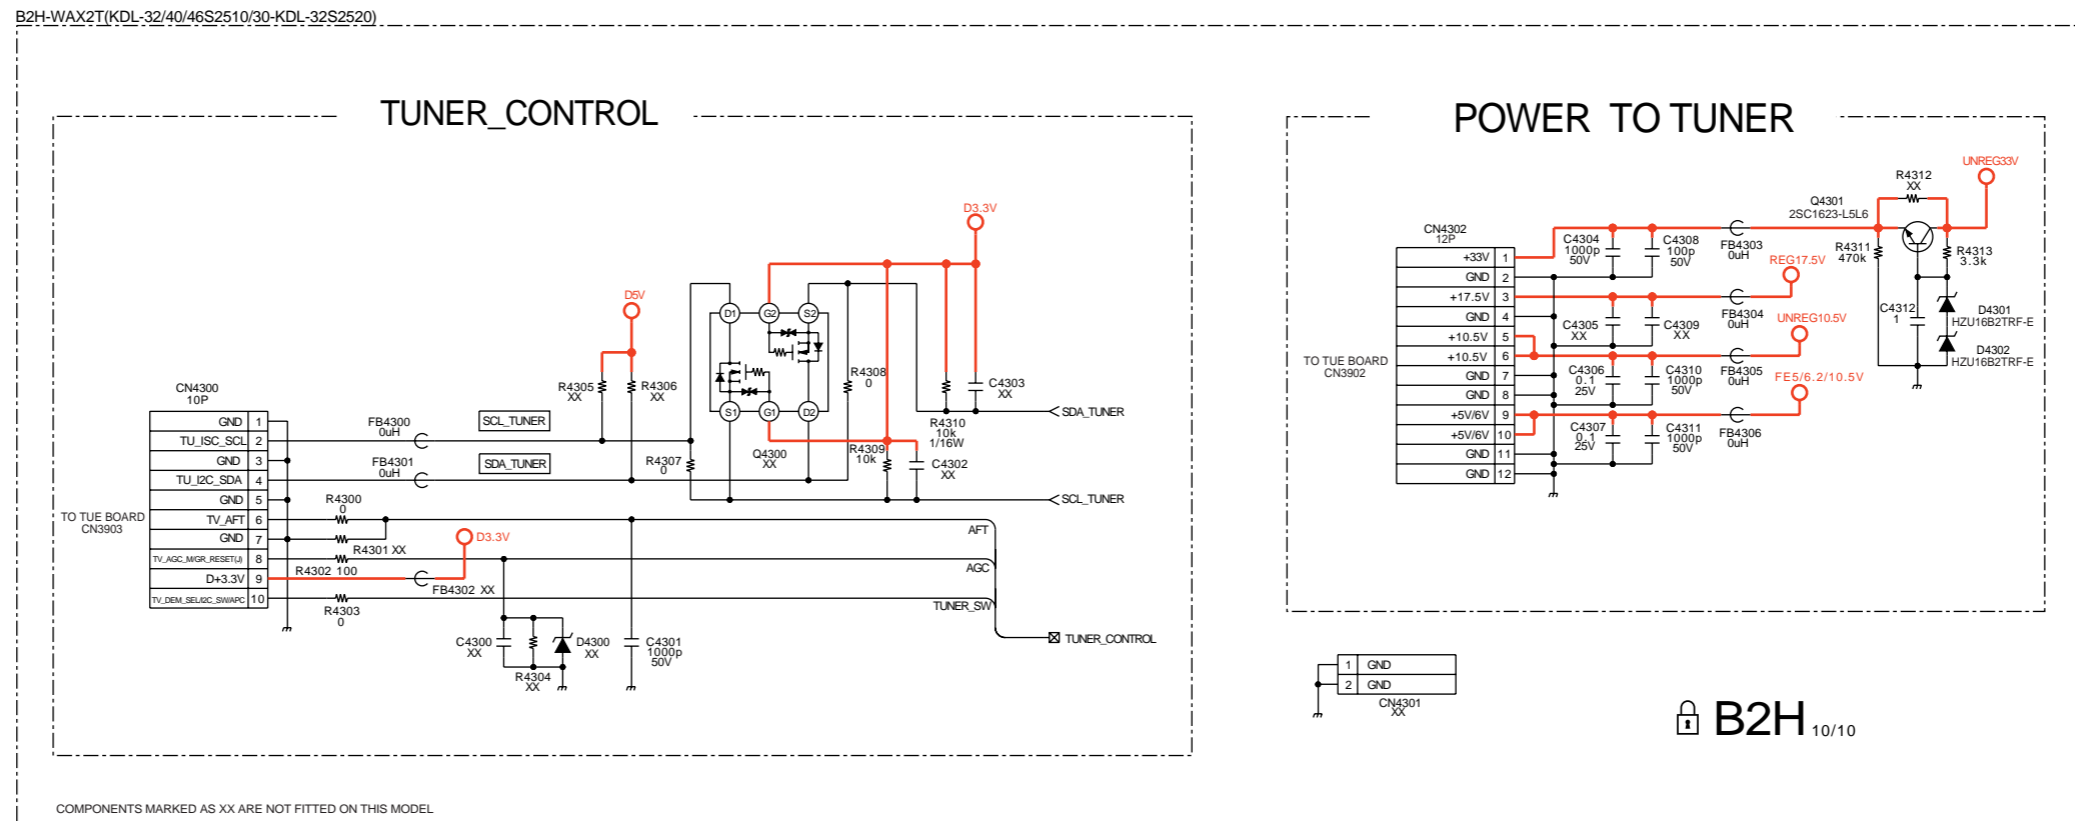 B2H-WAX2T(KDL-32/40/46S2510/30-KDL-32S2520)
TUNER_CONTROL
D3.3V
D5V
D1
G2
S2
S1
G1
D2
R4305
XX
R4306
XX
R4308
0
C4303
XX
SDA_TUNER
R4310
10k
1/16W
Q4300
XX
R4309
10k
C4302
XX
R4307
0
SCL_TUNER
CN4300
10P
GND 1
TU_ISC_SCL 2
GND 3
TU_I2C_SDA 4
GND 5
TV_AFT 6
GND 7
TV_AGC_M/GR_RESET(J) 8
D+3.3V 9
TV_DEM_SEL/I2C_SW/APC 10
TO TUE BOARD
CN3903
FB4300
0uH
SCL_TUNER
FB4301
0uH
SDA_TUNER
R4300
0
R4301 XX
R4302 100
D3.3V
FB4302 XX
R4303
0
C4300
XX
R4304
XX
D4300
XX
C4301
1000p
50V
AFT
AGC
TUNER_SW
TUNER_CONTROL
COMPONENTS MARKED AS XX ARE NOT FITTED ON THIS MODEL
POWER TO TUNER
UNREG33V
R4312
XX
Q4301
2SC1623-L5L6
R4311
470k
R4313
3.3k
C4312
1
D4301
HZU16B2TRF-E
D4302
HZU16B2TRF-E
CN4302
12P
+33V 1
GND 2
+17.5V 3
GND 4
+10.5V 5
+10.5V 6
GND 7
GND 8
+5V/6V 9
+5V/6V 10
GND 11
GND 12
TO TUE BOARD
CN3902
C4304
1000p
50V
C4308
100p
50V
FB4303
0uH
REG17.5V
C4305
XX
C4309
XX
FB4304
0uH
UNREG10.5V
C4306
0.1
25V
C4310
1000p
50V
FB4305
0uH
FE5/6.2/10.5V
C4307
0.1
25V
C4311
1000p
50V
FB4306
0uH
1 GND
2 GND
CN4301
XX
B2H 10/10